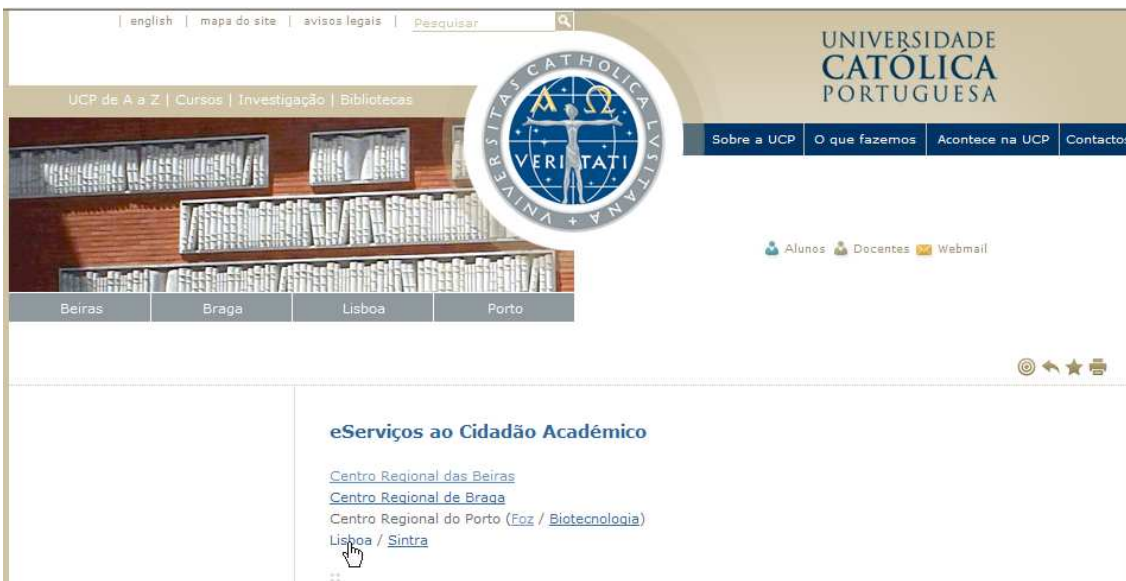 | english | mapa do site | avisos legais | Pesquisar
UNIVERSIDADE
CATÓLICA
PORTUGUESA
UCP de A a Z | Cursos | Investigação | Bibliotecas
VNIVERSITAS CATHOLICA LVSITANA +
Α Ω
VERITATI
Sobre a UCP O que fazemos Acontece na UCP Contactos
Alunos Docentes Webmail
Beiras Braga Lisboa Porto
eServiços ao Cidadão Académico
Centro Regional das Beiras
Centro Regional de Braga
Centro Regional do Porto (Foz / Biotecnologia)
Lisboa / Sintra